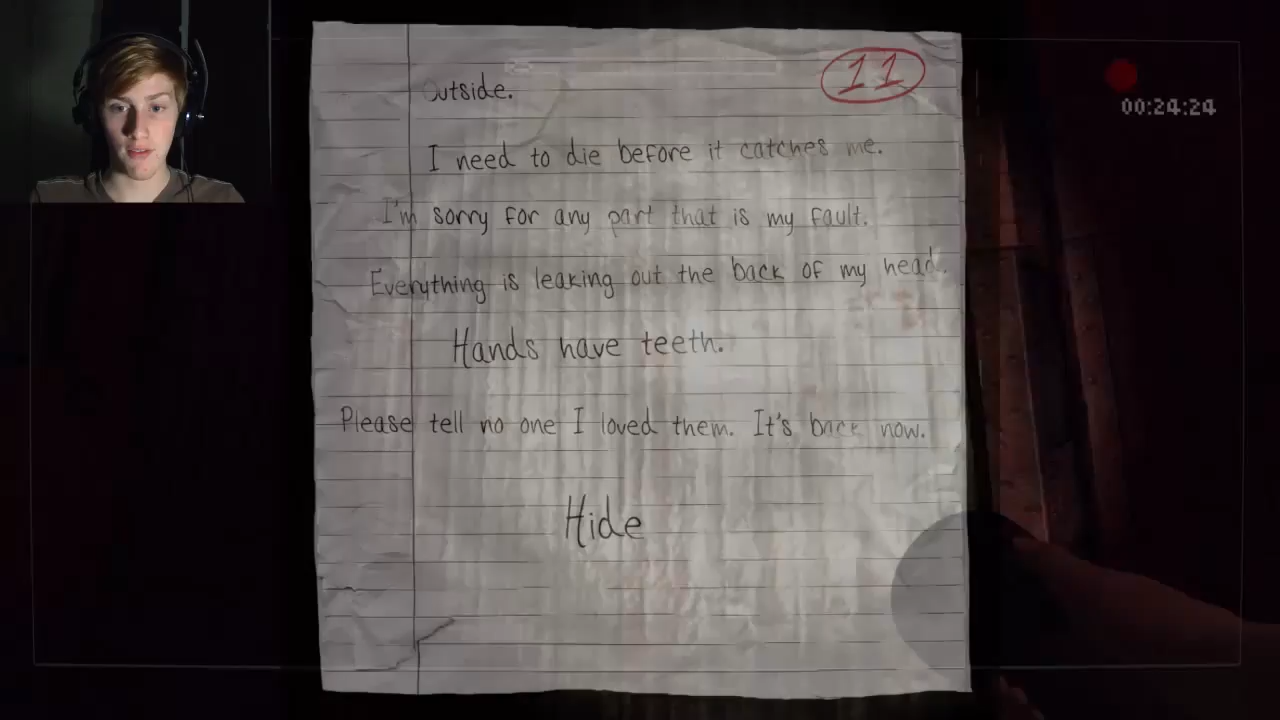 11
Outside.
00:24:24
I need to die before it catches me.
I'm sorry for any part that is my fault.
Everything is leaking out the back of my head.
Hands have teeth.
Please tell no one I loved them. It's back now.
Hide